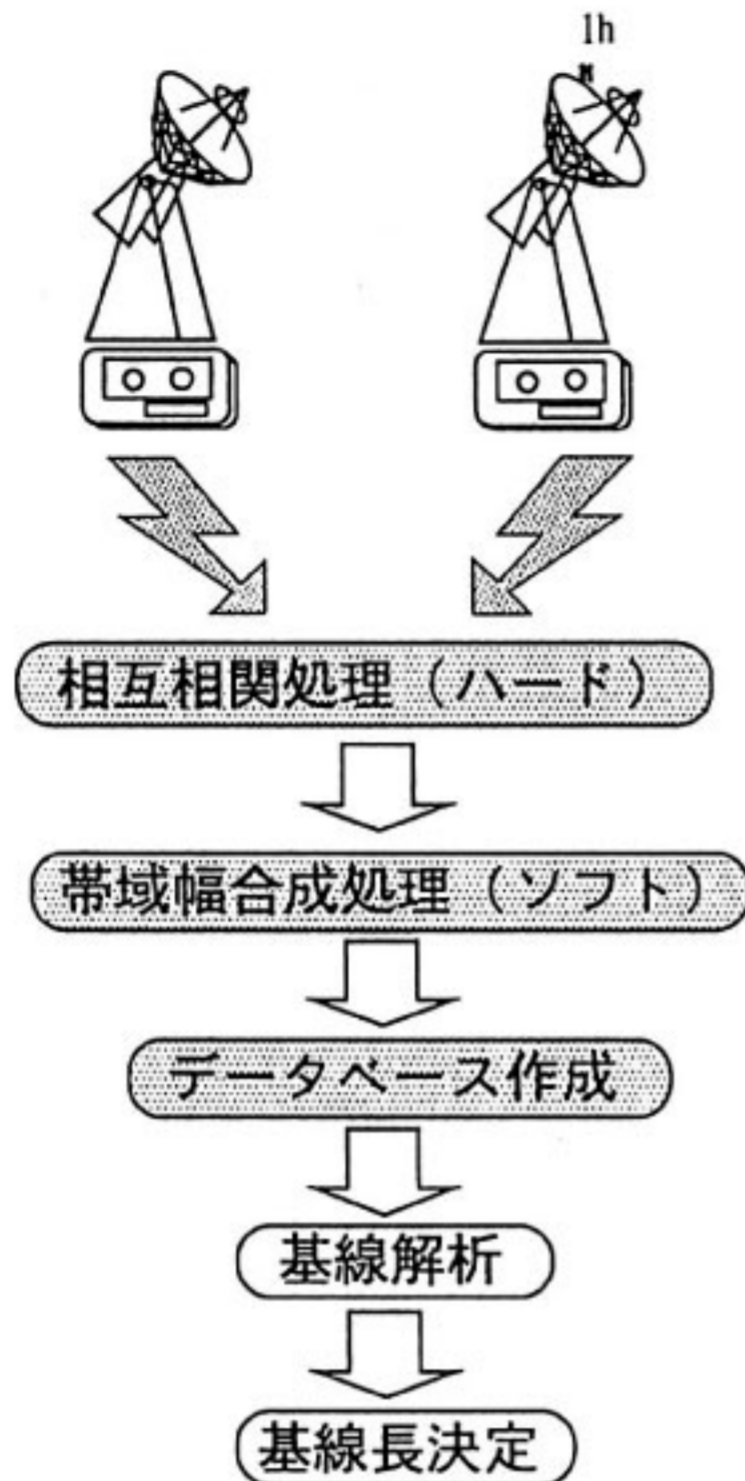 1h
相互相関処理（ハード）
帯域幅合成処理（ソフト）
データベース作成
基線解析
基線長決定